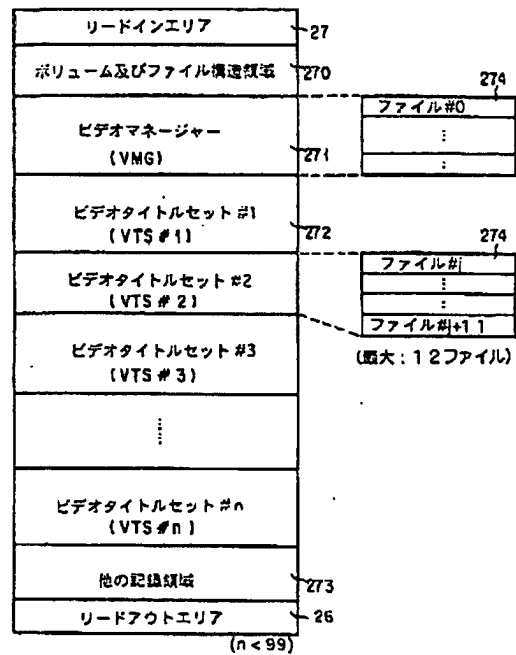 リードインエリア
27
ボリューム及びファイル構造領域
270
ビデオマネージャー
(VMG)
271
274
ファイル#0
ビデオタイトルセット #1
(VTS #1)
272
ビデオタイトルセット #2
(VTS #2)
274
ファイル#j
ファイル#j+11
(最大:12ファイル)
ビデオタイトルセット #3
(VTS #3)
ビデオタイトルセット #n
(VTS #n)
他の記録領域
273
リードアウトエリア
26
(n<99)